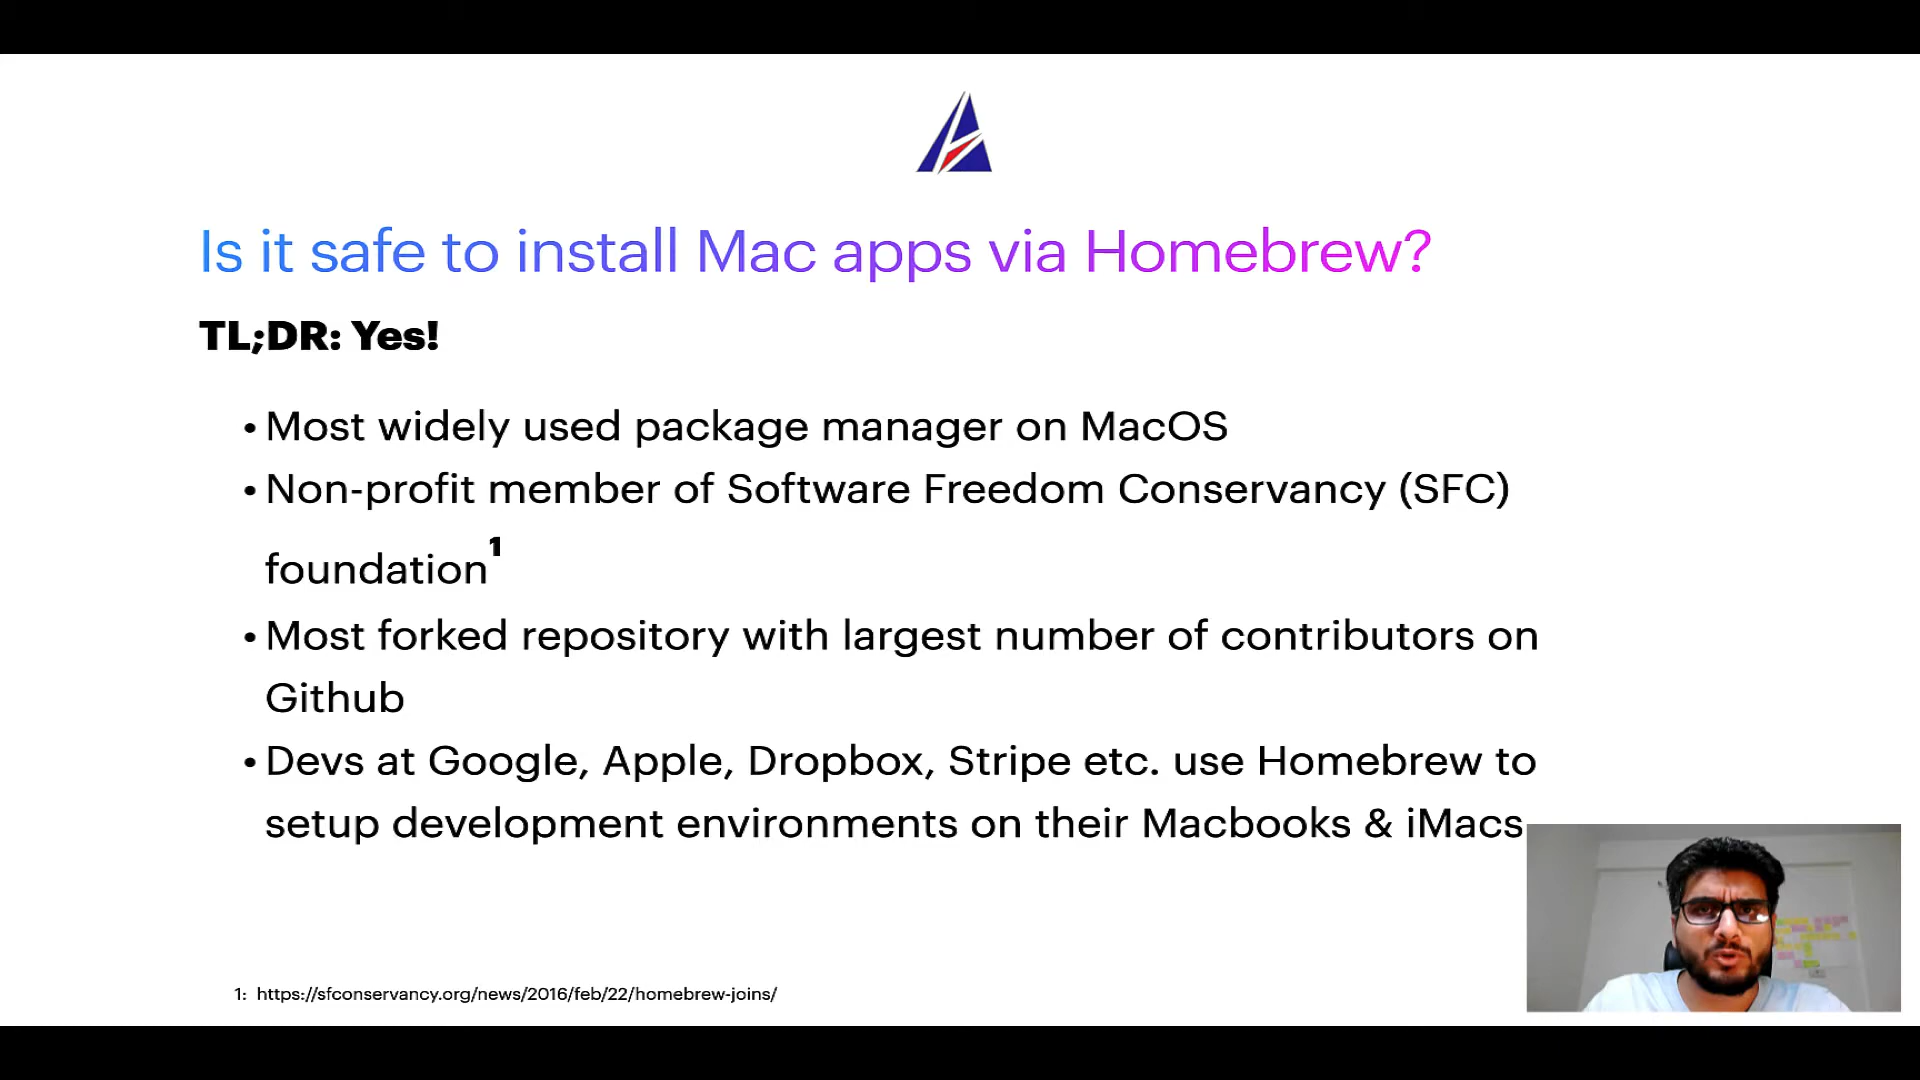 Is it safe to install Mac apps via Homebrew?
TL;DR: Yes!
• Most widely used package manager on MacOS
• Non-profit member of Software Freedom Conservancy (SFC)
foundation1
• Most forked repository with largest number of contributors on
Github
• Devs at Google, Apple, Dropbox, Stripe etc. use Homebrew to
setup development environments on their Macbooks & iMacs
1: https://sfconservancy.org/news/2016/feb/22/homebrew-joins/